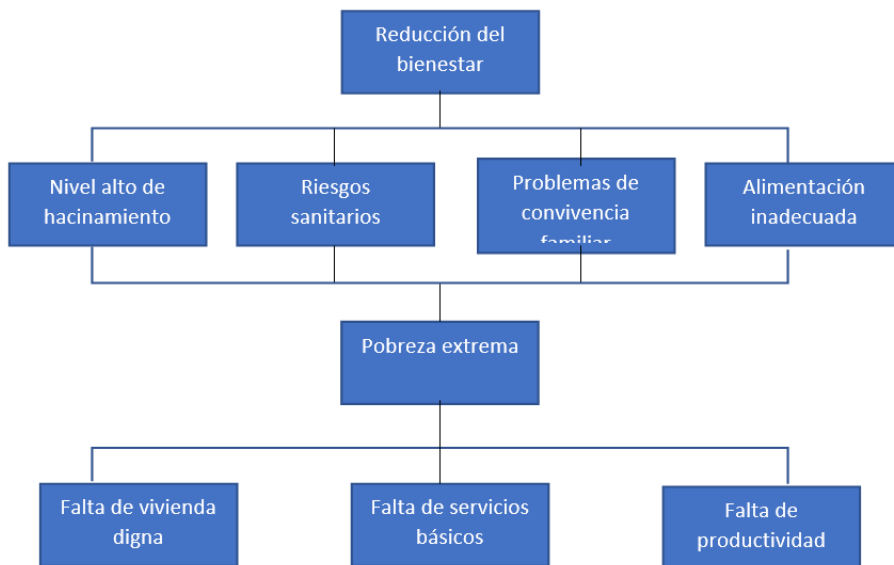 Reducción del
bienestar
Nivel alto de
hacinamiento
Riesgos
sanitarios
Problemas de
convivencia
familiar
Alimentación
inadecuada
Pobreza extrema
Falta de vivienda
digna
Falta de servicios
básicos
Falta de
productividad